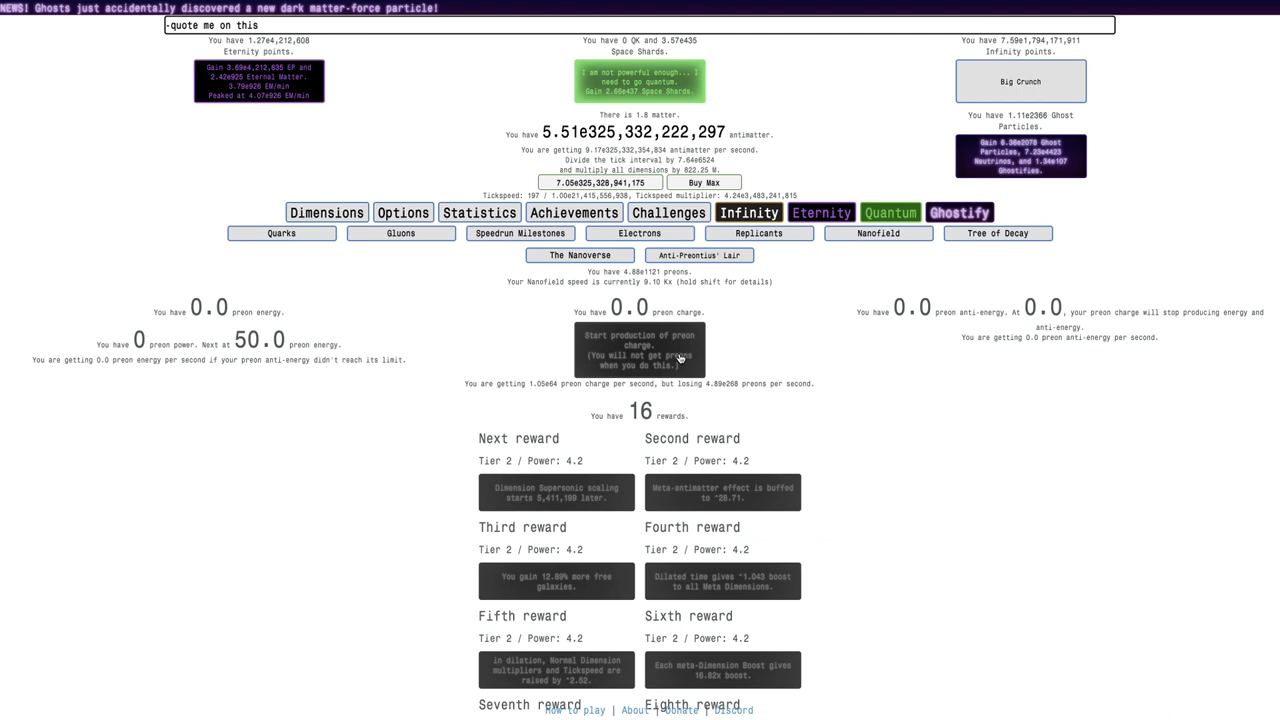 NEWS! Ghosts just accidentally discovered a new dark matter-force particle!
-quote me on this
You have 1.27e4,212,608
Eternity points.
Gain 3.69e4,212,635 EP and
2.42e925 Eternal Matter.
3.79e926 EM/min
Peaked at 4.07e926 EM/min
You have 0 QK and 3.57e435
Space Shards.
I am not powerful enough... I
need to go quantum.
Gain 2.66e437 Space Shards.
You have 7.59e1,794,171,911
Infinity points.
Big Crunch
You have 1.11e2366 Ghost
Particles.
Gain 6.38e2078 Ghost
Particles, 7.23e4423
Neutrinos, and 1.34e107
Ghostifies.
There is 1.8 matter.
You have 5.51e325,332,222,297 antimatter.
You are getting 9.17e325,332,354,834 antimatter per second.
Divide the tick interval by 7.64e6524
and multiply all dimensions by 822.25 M.
7.05e325,328,941,175
Buy Max
Tickspeed: 197 / 1.00e21,415,556,938, Tickspeed multiplier: 4.24e3,483,241,815
Dimensions
Options
Statistics
Achievements
Challenges
Infinity
Eternity
Quantum
Ghostify
Quarks
Gluons
Speedrun Milestones
Electrons
Replicants
Nanofield
Tree of Decay
The Nanoverse
Anti-Preontius' Lair
You have 4.88e1121 preons.
Your Nanofield speed is currently 9.10 Kx (hold shift for details)
You have 0.0 preon energy.
You have 0 preon power. Next at 50.0 preon energy.
You are getting 0.0 preon energy per second if your preon anti-energy didn't reach its limit.
You have 0.0 preon charge.
Start production of preon
charge.
(You will not get preons
when you do this.)
You are getting 1.05e64 preon charge per second, but losing 4.89e268 preons per second.
You have 0.0 preon anti-energy. At 0.0, your preon charge will stop producing energy and
anti-energy.
You are getting 0.0 preon anti-energy per second.
You have 16 rewards.
Next reward
Tier 2 / Power: 4.2
Dimension Supersonic scaling
starts 5,411,199 later.
Second reward
Tier 2 / Power: 4.2
Meta-antimatter effect is buffed
to ^28.71.
Third reward
Tier 2 / Power: 4.2
You gain 12.89% more free
galaxies.
Fourth reward
Tier 2 / Power: 4.2
Dilated time gives ^1.043 boost
to all Meta Dimensions.
Fifth reward
Tier 2 / Power: 4.2
In dilation, Normal Dimension
multipliers and Tickspeed are
raised by ^2.52.
Sixth reward
Tier 2 / Power: 4.2
Each meta-Dimension Boost gives
16.82x boost.
Seventh reward
Eighth reward
How to play | About | Donate | Discord